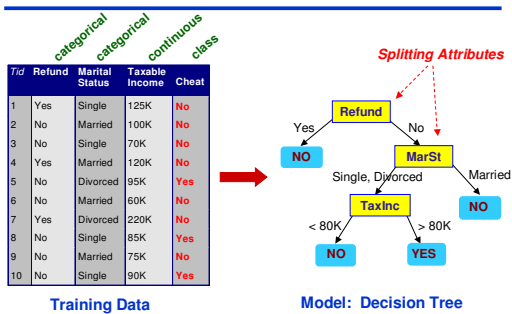 categorical
categorical
continuous
class
Tid Refund Marital Status Taxable Income Cheat
1 Yes Single 125K No
2 No Married 100K No
3 No Single 70K No
4 Yes Married 120K No
5 No Divorced 95K Yes
6 No Married 60K No
7 Yes Divorced 220K No
8 No Single 85K Yes
9 No Married 75K No
10 No Single 90K Yes
Training Data
Splitting Attributes
Refund
Yes No
NO MarSt
Single, Divorced Married
TaxInc NO
< 80K > 80K
NO YES
Model: Decision Tree